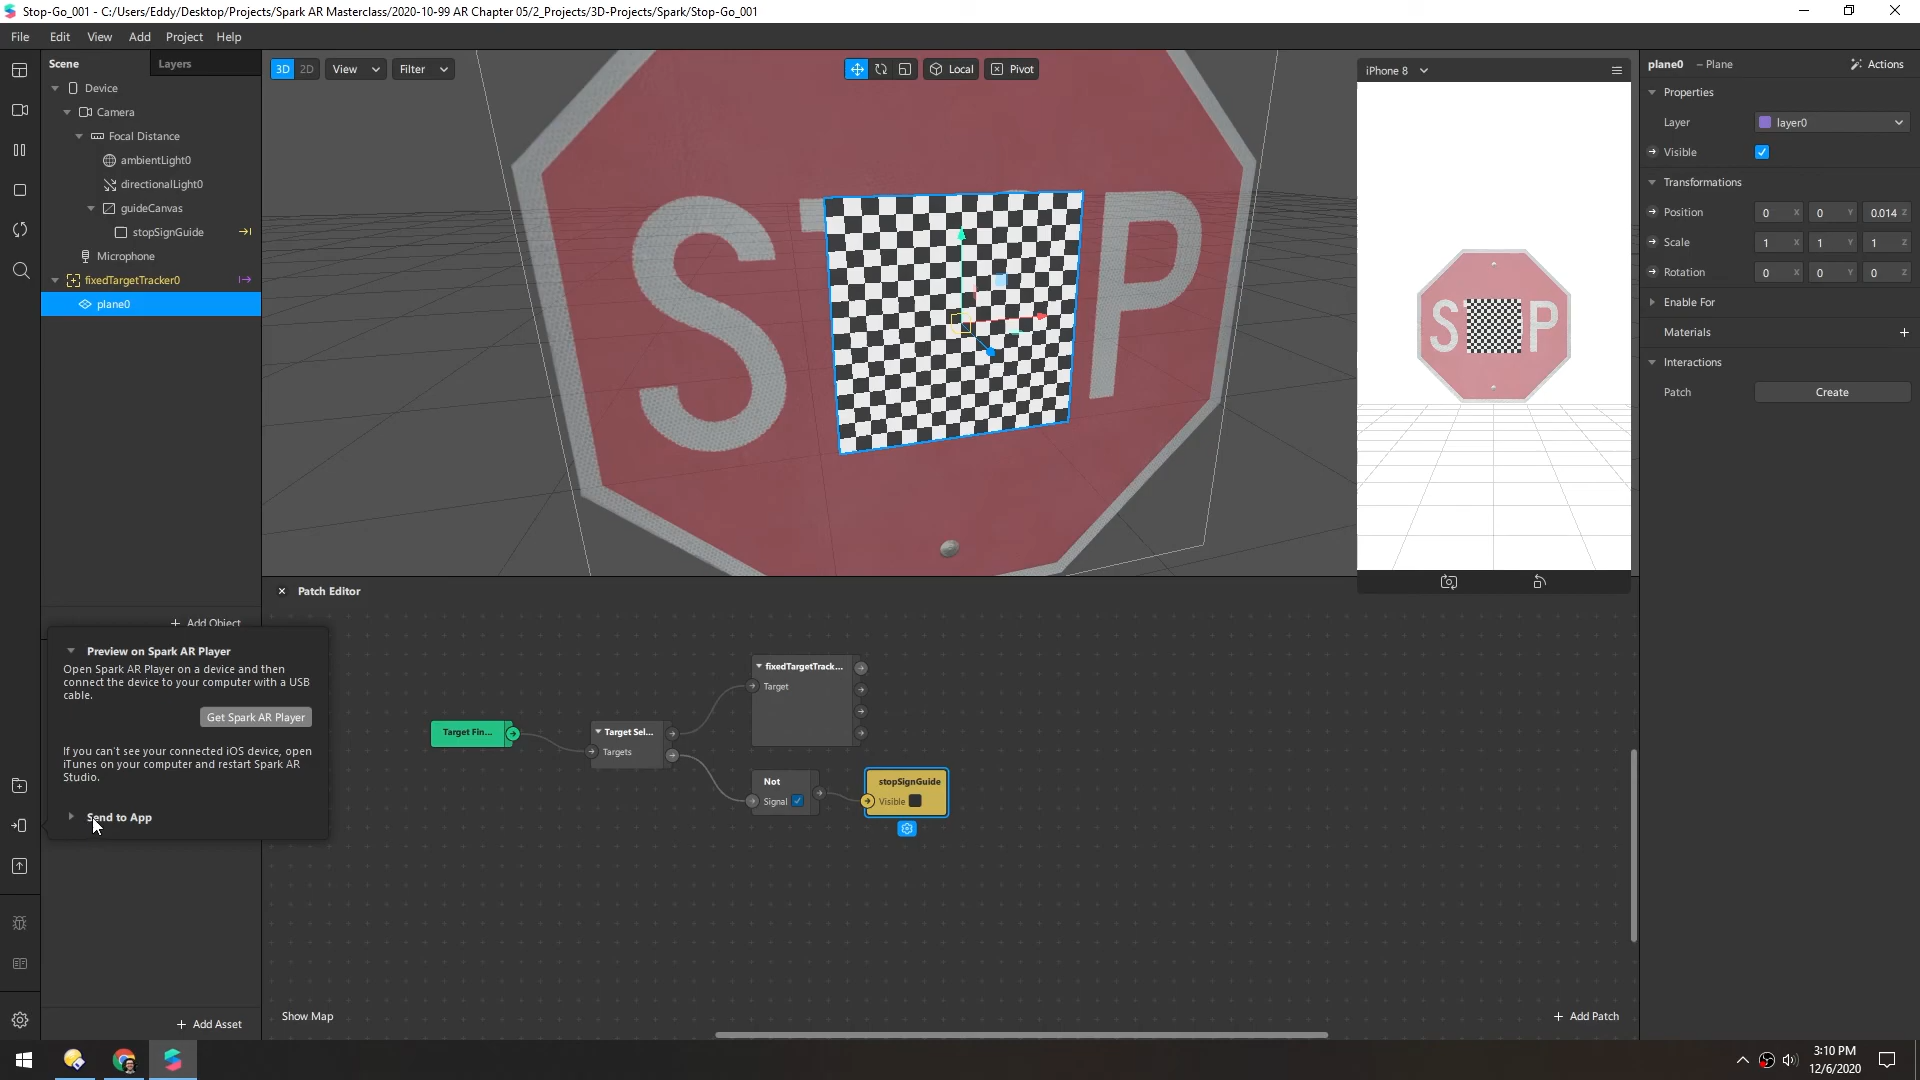 Stop-Go_001 - C:/Users/Eddy/Desktop/Projects/Spark AR Masterclass/2020-10-99 AR Chapter 05/2_Projects/3D-Projects/Spark/Stop-Go_001
File Edit View Add Project Help
Scene Layers
Device
Camera
Focal Distance
ambientLight0
directionalLight0
guideCanvas
stopSignGuide
Microphone
fixedTargetTracker0
plane0
+ Add Object
3D 2D View Filter
Local Pivot
S P
iPhone 8
S P
plane0 – Plane Actions
Properties
Layer layer0
Visible
Transformations
Position 0 X 0 Y 0.014 Z
Scale 1 X 1 Y 1 Z
Rotation 0 X 0 Y 0 Z
Enable For
Materials +
Interactions
Patch Create
Preview on Spark AR Player
Open Spark AR Player on a device and then
connect the device to your computer with a USB
cable.
Get Spark AR Player
If you can't see your connected iOS device, open
iTunes on your computer and restart Spark AR
Studio.
Send to App
+ Add Asset
Patch Editor
Target Fin...
Target Sel...
Targets
fixedTargetTrack...
Target
Not
Signal
stopSignGuide
Visible
Show Map
+ Add Patch
3:10 PM
12/6/2020